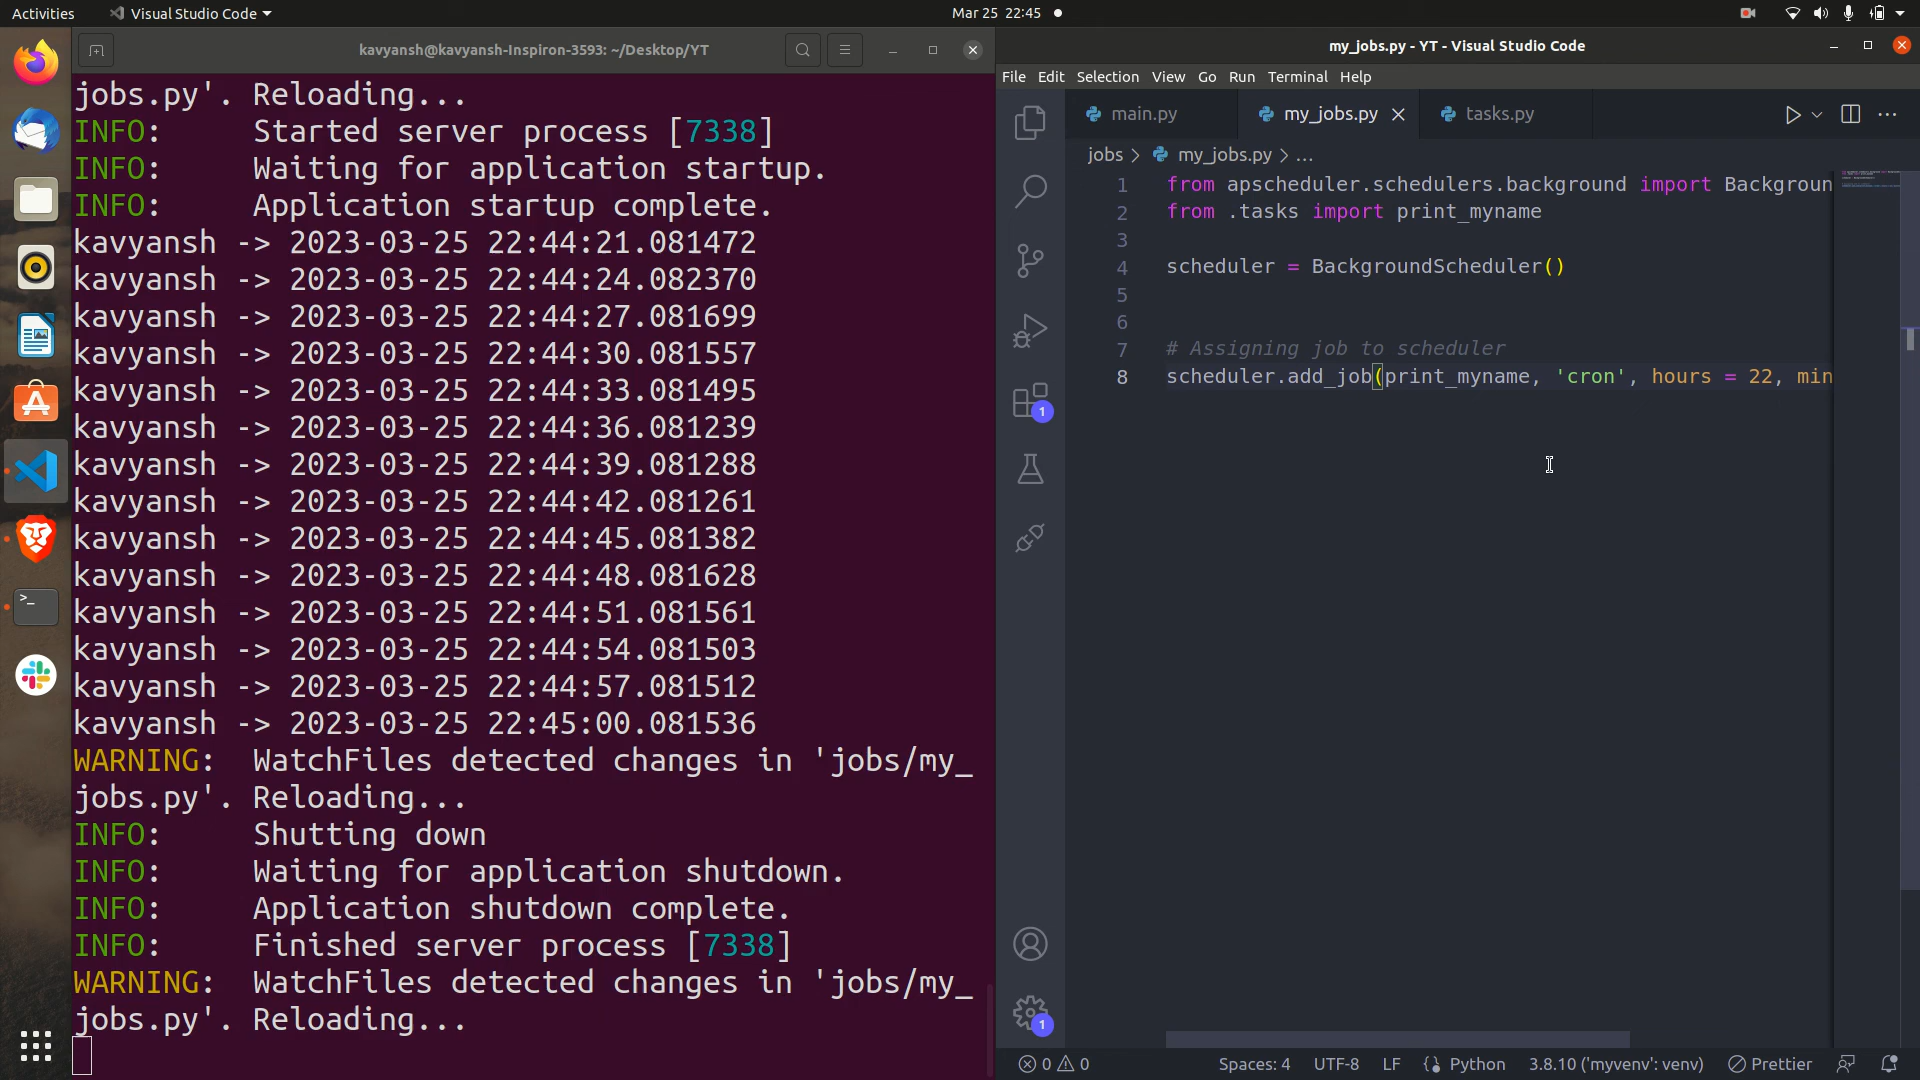 Activities
Visual Studio Code
Mar 25 22:45
kavyansh@kavyansh-Inspiron-3593: ~/Desktop/YT
jobs.py'. Reloading...
INFO: Started server process [7338]
INFO: Waiting for application startup.
INFO: Application startup complete.
kavyansh -> 2023-03-25 22:44:21.081472
kavyansh -> 2023-03-25 22:44:24.082370
kavyansh -> 2023-03-25 22:44:27.081699
kavyansh -> 2023-03-25 22:44:30.081557
kavyansh -> 2023-03-25 22:44:33.081495
kavyansh -> 2023-03-25 22:44:36.081239
kavyansh -> 2023-03-25 22:44:39.081288
kavyansh -> 2023-03-25 22:44:42.081261
kavyansh -> 2023-03-25 22:44:45.081382
kavyansh -> 2023-03-25 22:44:48.081628
kavyansh -> 2023-03-25 22:44:51.081561
kavyansh -> 2023-03-25 22:44:54.081503
kavyansh -> 2023-03-25 22:44:57.081512
kavyansh -> 2023-03-25 22:45:00.081536
WARNING: WatchFiles detected changes in 'jobs/my_
jobs.py'. Reloading...
INFO: Shutting down
INFO: Waiting for application shutdown.
INFO: Application shutdown complete.
INFO: Finished server process [7338]
WARNING: WatchFiles detected changes in 'jobs/my_
jobs.py'. Reloading...
my_jobs.py - YT - Visual Studio Code
File Edit Selection View Go Run Terminal Help
main.py my_jobs.py tasks.py
jobs > my_jobs.py > ...
1 from apscheduler.schedulers.background import Backgroun
2 from .tasks import print_myname
3
4 scheduler = BackgroundScheduler()
5
6
7 # Assigning job to scheduler
8 scheduler.add_job(print_myname, 'cron', hours = 22, min
1
1
0 0 Spaces: 4 UTF-8 LF Python 3.8.10 ('myvenv': venv) Prettier